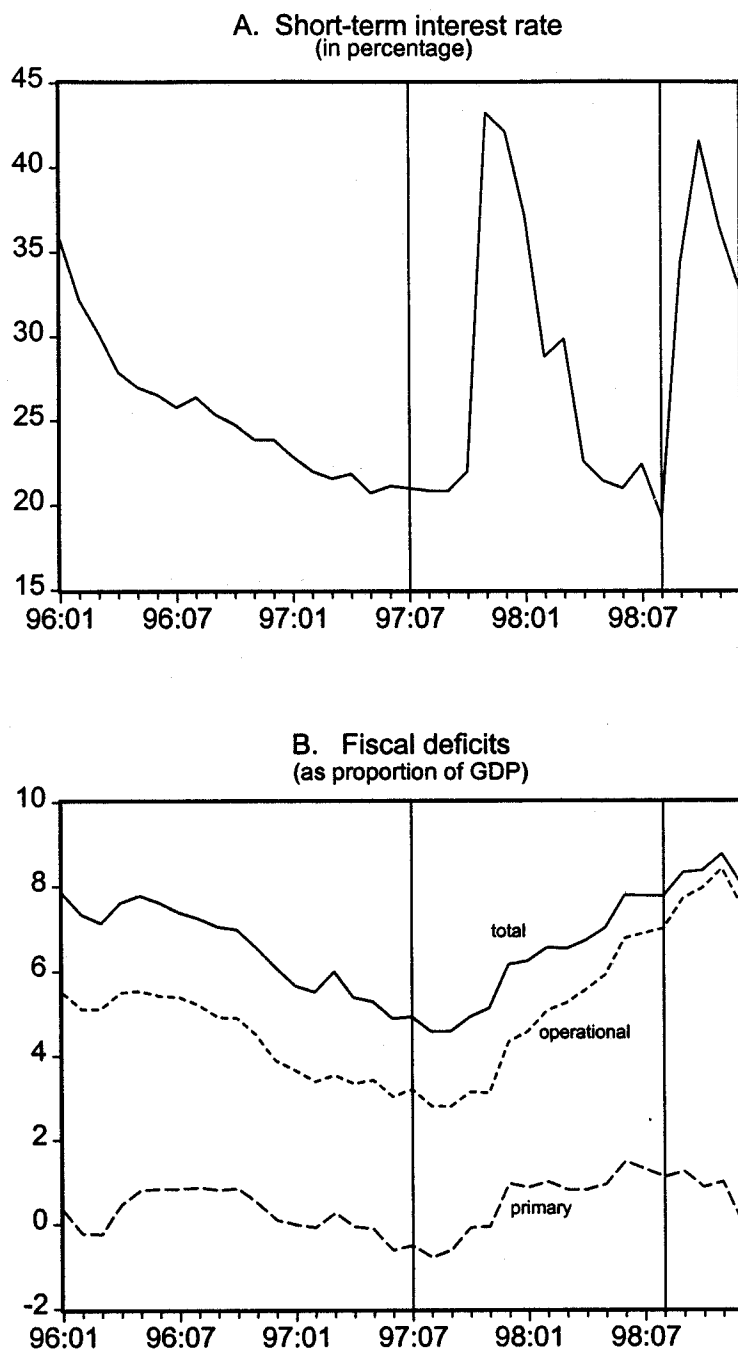 A. Short-term interest rate
(in percentage)
45
40
35
30
25
20
15
96:01 96:07 97:01 97:07 98:01 98:07
B. Fiscal deficits
(as proportion of GDP)
10
8
total
6
operational
4
2
primary
0
-2
96:01 96:07 97:01 97:07 98:01 98:07